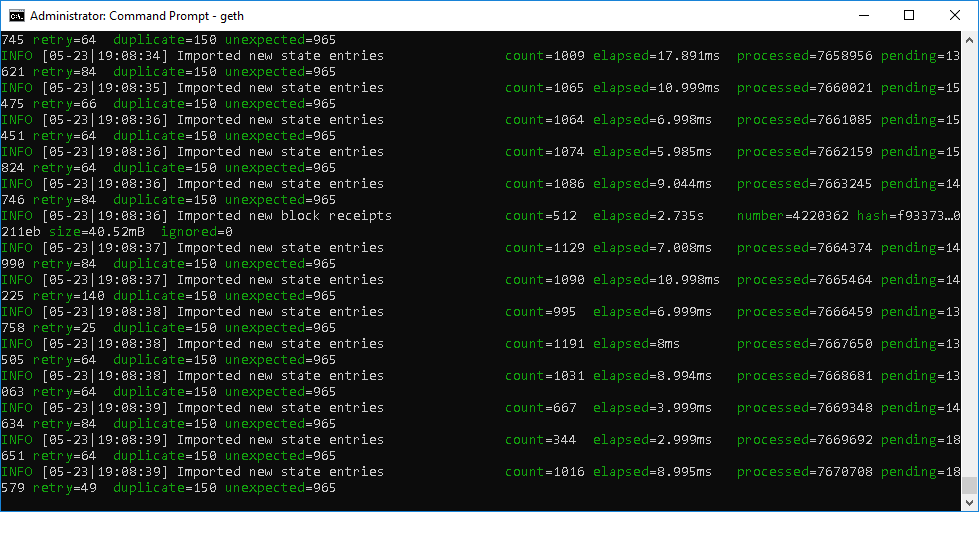 Administrator: Command Prompt - geth
745 retry=64  duplicate=150 unexpected=965
INFO [05-23|19:08:34] Imported new state entries               count=1009 elapsed=17.891ms  processed=7658956 pending=13
621 retry=84  duplicate=150 unexpected=965
INFO [05-23|19:08:35] Imported new state entries               count=1065 elapsed=10.999ms  processed=7660021 pending=15
475 retry=66  duplicate=150 unexpected=965
INFO [05-23|19:08:36] Imported new state entries               count=1064 elapsed=6.998ms   processed=7661085 pending=15
451 retry=64  duplicate=150 unexpected=965
INFO [05-23|19:08:36] Imported new state entries               count=1074 elapsed=5.985ms   processed=7662159 pending=15
824 retry=64  duplicate=150 unexpected=965
INFO [05-23|19:08:36] Imported new state entries               count=1086 elapsed=9.044ms   processed=7663245 pending=14
746 retry=84  duplicate=150 unexpected=965
INFO [05-23|19:08:36] Imported new block receipts              count=512  elapsed=2.735s    number=4220362 hash=f93373…0
211eb size=40.52mB  ignored=0
INFO [05-23|19:08:37] Imported new state entries               count=1129 elapsed=7.008ms   processed=7664374 pending=14
990 retry=84  duplicate=150 unexpected=965
INFO [05-23|19:08:37] Imported new state entries               count=1090 elapsed=10.998ms  processed=7665464 pending=14
225 retry=140 duplicate=150 unexpected=965
INFO [05-23|19:08:38] Imported new state entries               count=995  elapsed=6.999ms   processed=7666459 pending=13
758 retry=25  duplicate=150 unexpected=965
INFO [05-23|19:08:38] Imported new state entries               count=1191 elapsed=8ms       processed=7667650 pending=13
505 retry=64  duplicate=150 unexpected=965
INFO [05-23|19:08:38] Imported new state entries               count=1031 elapsed=8.994ms   processed=7668681 pending=13
063 retry=64  duplicate=150 unexpected=965
INFO [05-23|19:08:39] Imported new state entries               count=667  elapsed=3.999ms   processed=7669348 pending=14
634 retry=84  duplicate=150 unexpected=965
INFO [05-23|19:08:39] Imported new state entries               count=344  elapsed=2.999ms   processed=7669692 pending=18
651 retry=64  duplicate=150 unexpected=965
INFO [05-23|19:08:39] Imported new state entries               count=1016 elapsed=8.995ms   processed=7670708 pending=18
579 retry=49  duplicate=150 unexpected=965